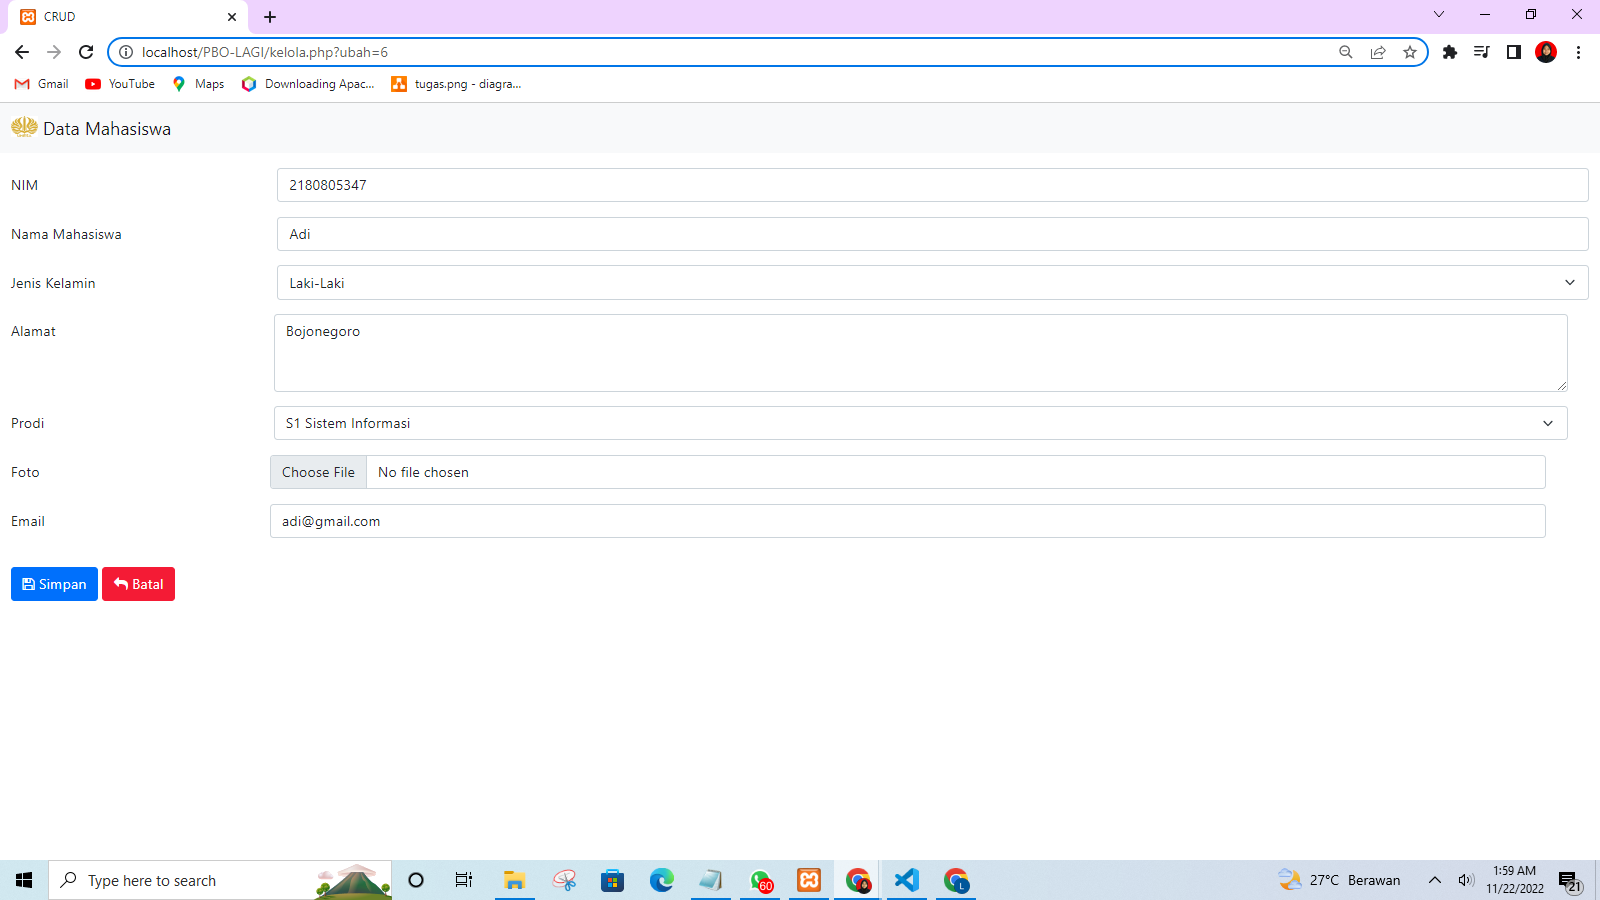 CRUD
localhost/PBO-LAGI/kelola.php?ubah=6
Gmail YouTube Maps Downloading Apac... tugas.png - diagra...
Data Mahasiswa
NIM 2180805347
Nama Mahasiswa Adi
Jenis Kelamin Laki-Laki
Alamat Bojonegoro
Prodi S1 Sistem Informasi
Foto Choose File No file chosen
Email adi@gmail.com
Simpan Batal
Type here to search 60 L 27°C Berawan 1:59 AM
11/22/2022 21